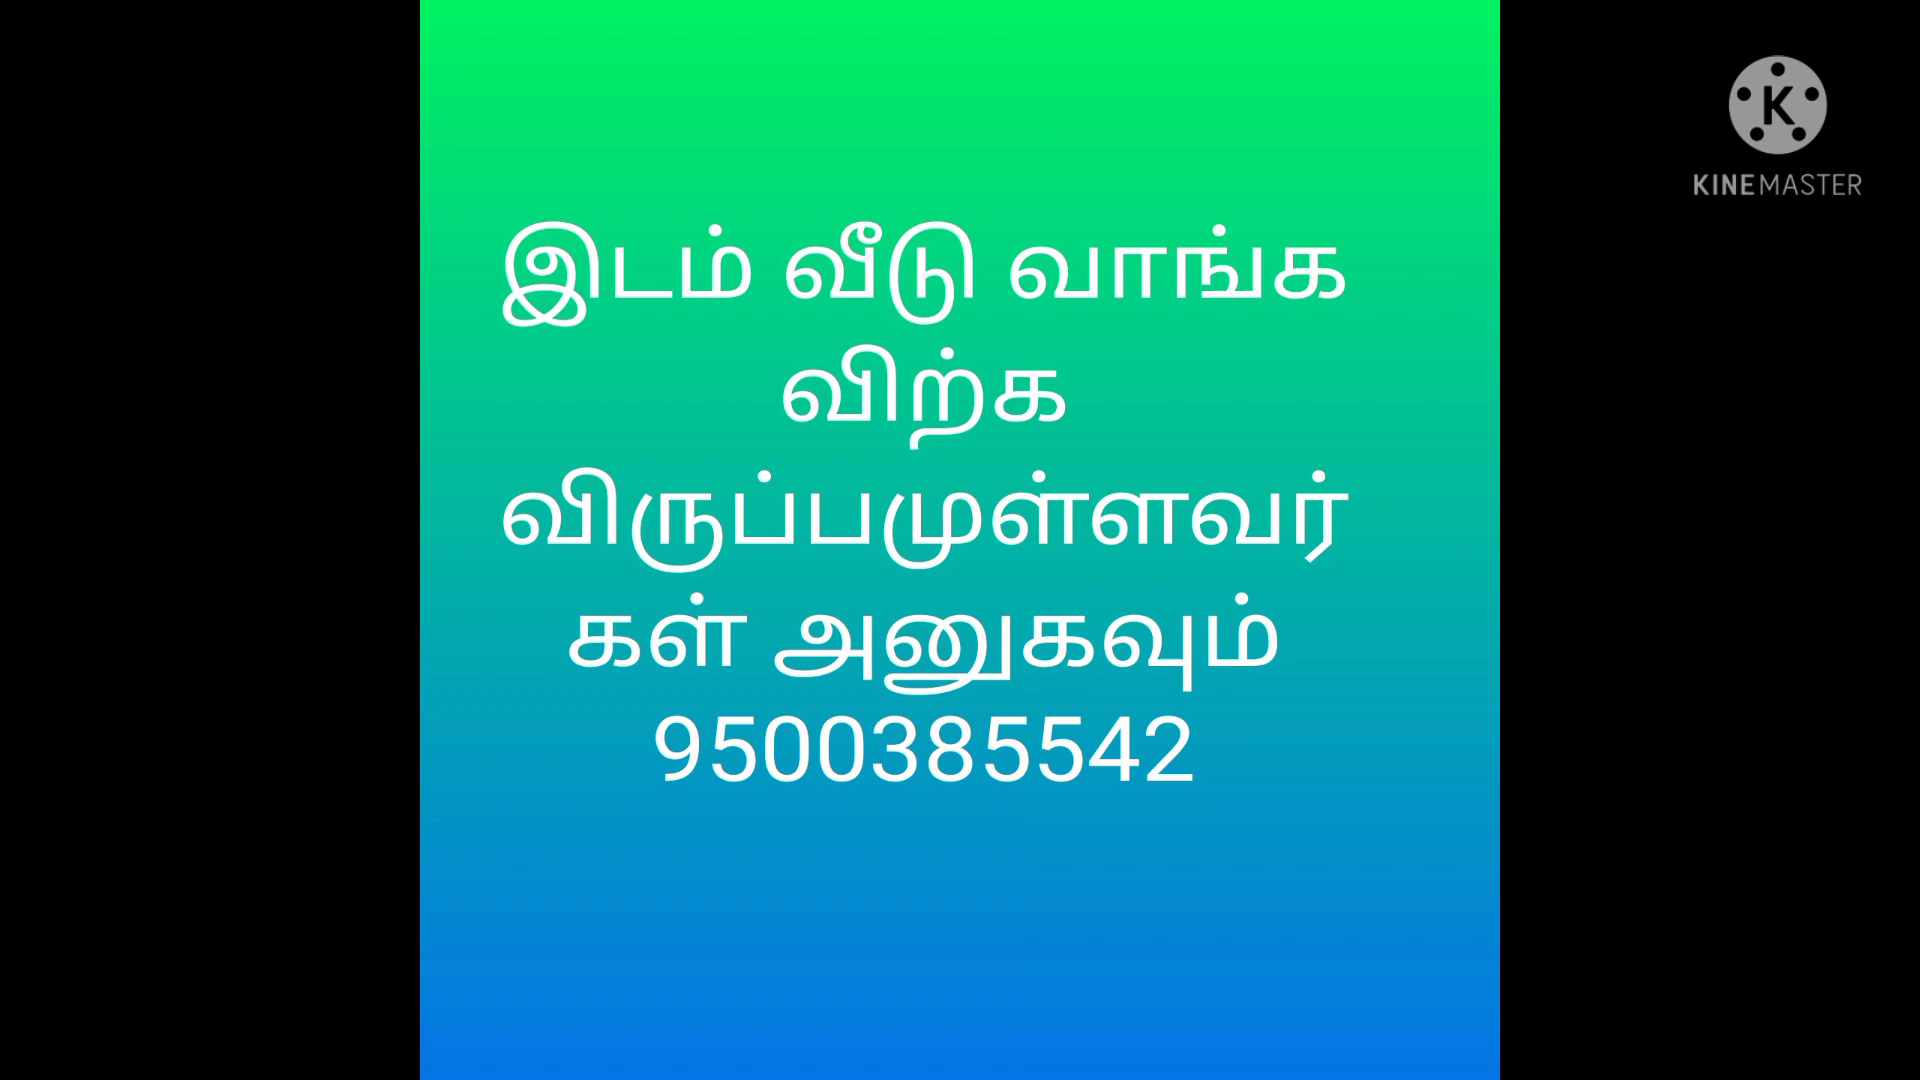 இடம் வீடு வாங்க
விற்க
விருப்பமுள்ளவர்
கள் அனுகவும்
9500385542
K
KINEMASTER